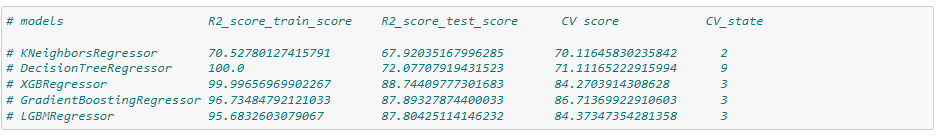 # models R2_score_train_score R2_score_test_score CV score CV_state
# KNeighborsRegressor 70.52780127415791 67.92035167996285 70.11645830235842 2
# DecisionTreeRegressor 100.0 72.07707919431523 71.11165222915994 9
# XGBRegressor 99.99656969902267 88.74409777301683 84.2703914308628 3
# GradientBoostingRegressor 96.73484792121033 87.89327874400033 86.71369922910603 3
# LGBMRegressor 95.6832603079067 87.80425114146232 84.37347354281358 3